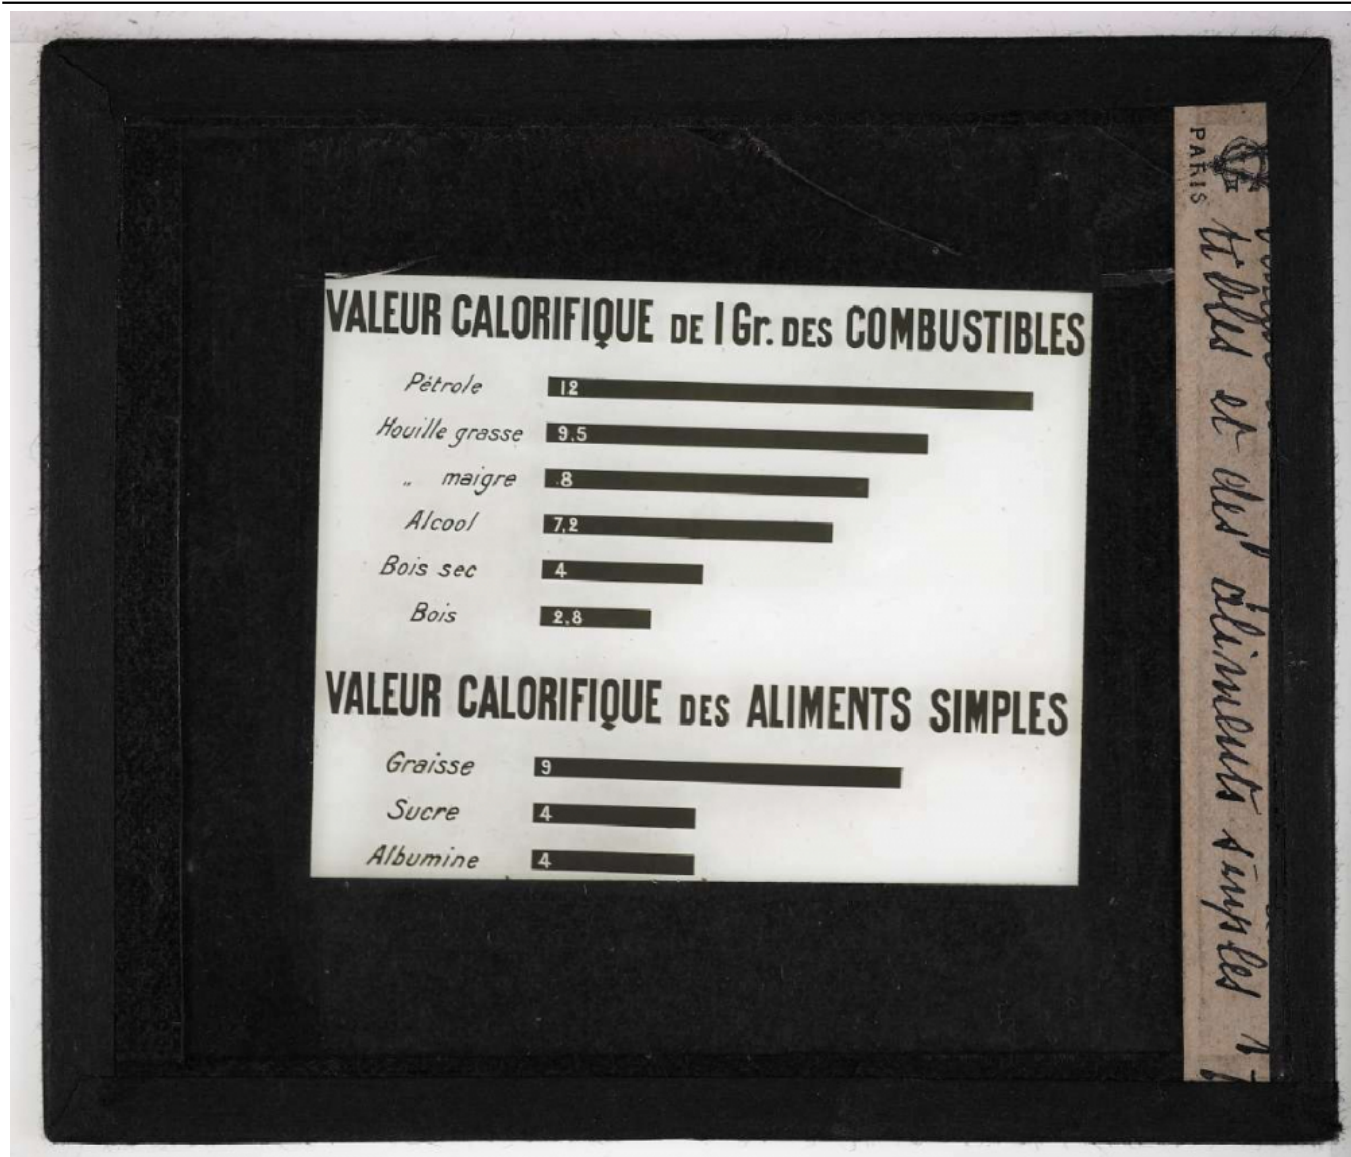 VALEUR CALORIFIQUE DE 1 Gr. DES COMBUSTIBLES
Pétrole 12
Houille grasse 9,5
„ maigre 8
Alcool 7,2
Bois sec 4
Bois 2,8
VALEUR CALORIFIQUE DES ALIMENTS SIMPLES
Graisse 9
Sucre 4
Albumine 4
PARIS
tibles et des aliments simples